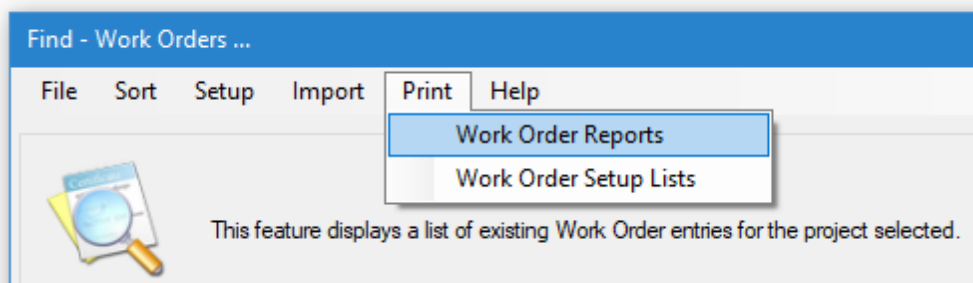 Find - Work Orders ...
File Sort Setup Import Print Help
Work Order Reports
Work Order Setup Lists
Certificate
This feature displays a list of existing Work Order entries for the project selected.